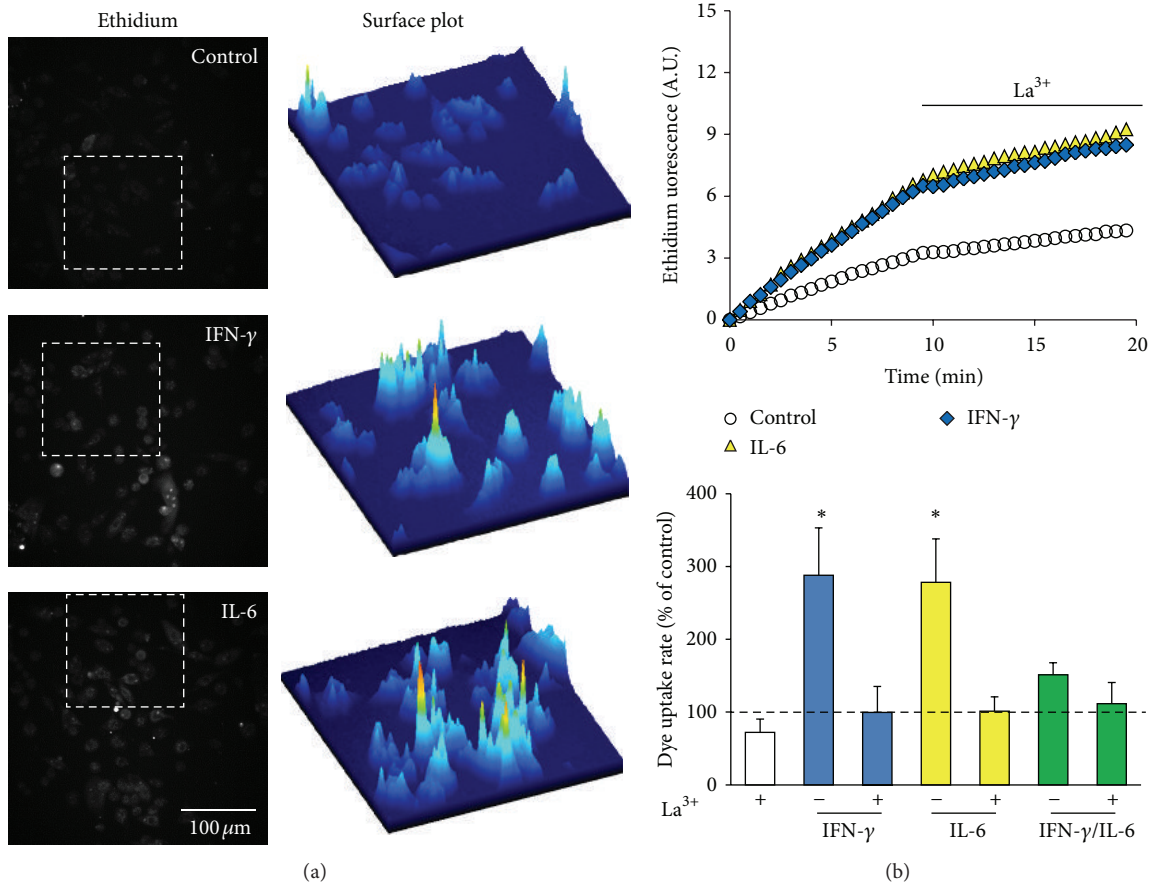 Ethidium
Surface plot
Control
IFN-γ
IL-6
100 μm
(a)
15
12
9
6
3
0
Ethidium uorescence (A.U.)
La³⁺
0 5 10 15 20
Time (min)
Control
IFN-γ
IL-6
400
300
200
100
0
Dye uptake rate (% of control)
* *
La³⁺ + − + − + − +
IFN-γ IL-6 IFN-γ/IL-6
(b)